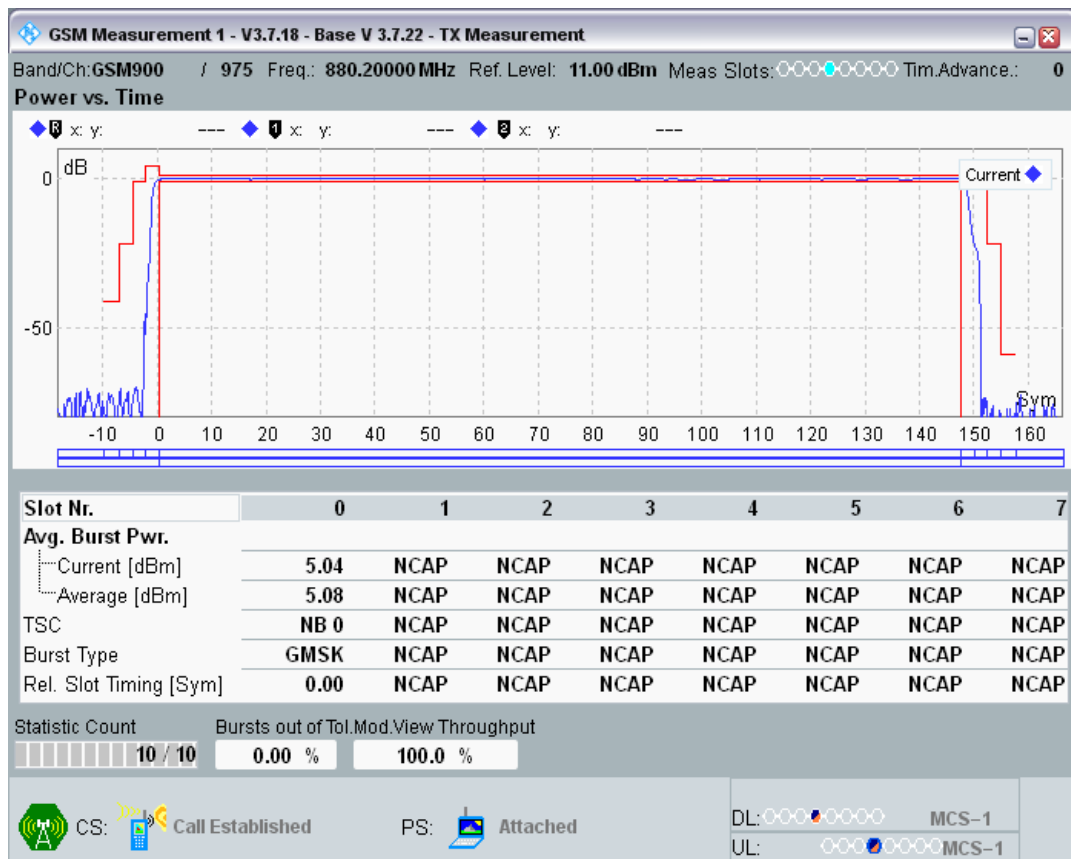 GSM Measurement 1 - V3.7.18 - Base V 3.7.22 - TX Measurement
Band/Ch:GSM900 / 975 Freq.: 880.20000 MHz Ref. Level: 11.00 dBm Meas Slots: Tim.Advance.: 0
Power vs. Time
R x: y: --- 1 x: y: --- 2 x: y: ---
dB
0
Current
-50
Sym
-10 0 10 20 30 40 50 60 70 80 90 100 110 120 130 140 150 160
Slot Nr. 0 1 2 3 4 5 6 7
Avg. Burst Pwr.
Current [dBm] 5.04 NCAP NCAP NCAP NCAP NCAP NCAP NCAP
Average [dBm] 5.08 NCAP NCAP NCAP NCAP NCAP NCAP NCAP
TSC NB 0 NCAP NCAP NCAP NCAP NCAP NCAP NCAP
Burst Type GMSK NCAP NCAP NCAP NCAP NCAP NCAP NCAP
Rel. Slot Timing [Sym] 0.00 NCAP NCAP NCAP NCAP NCAP NCAP NCAP
Statistic Count Bursts out of Tol.Mod.View Throughput
10 / 10 0.00 % 100.0 %
CS: Call Established PS: Attached
DL: MCS-1
UL: MCS-1